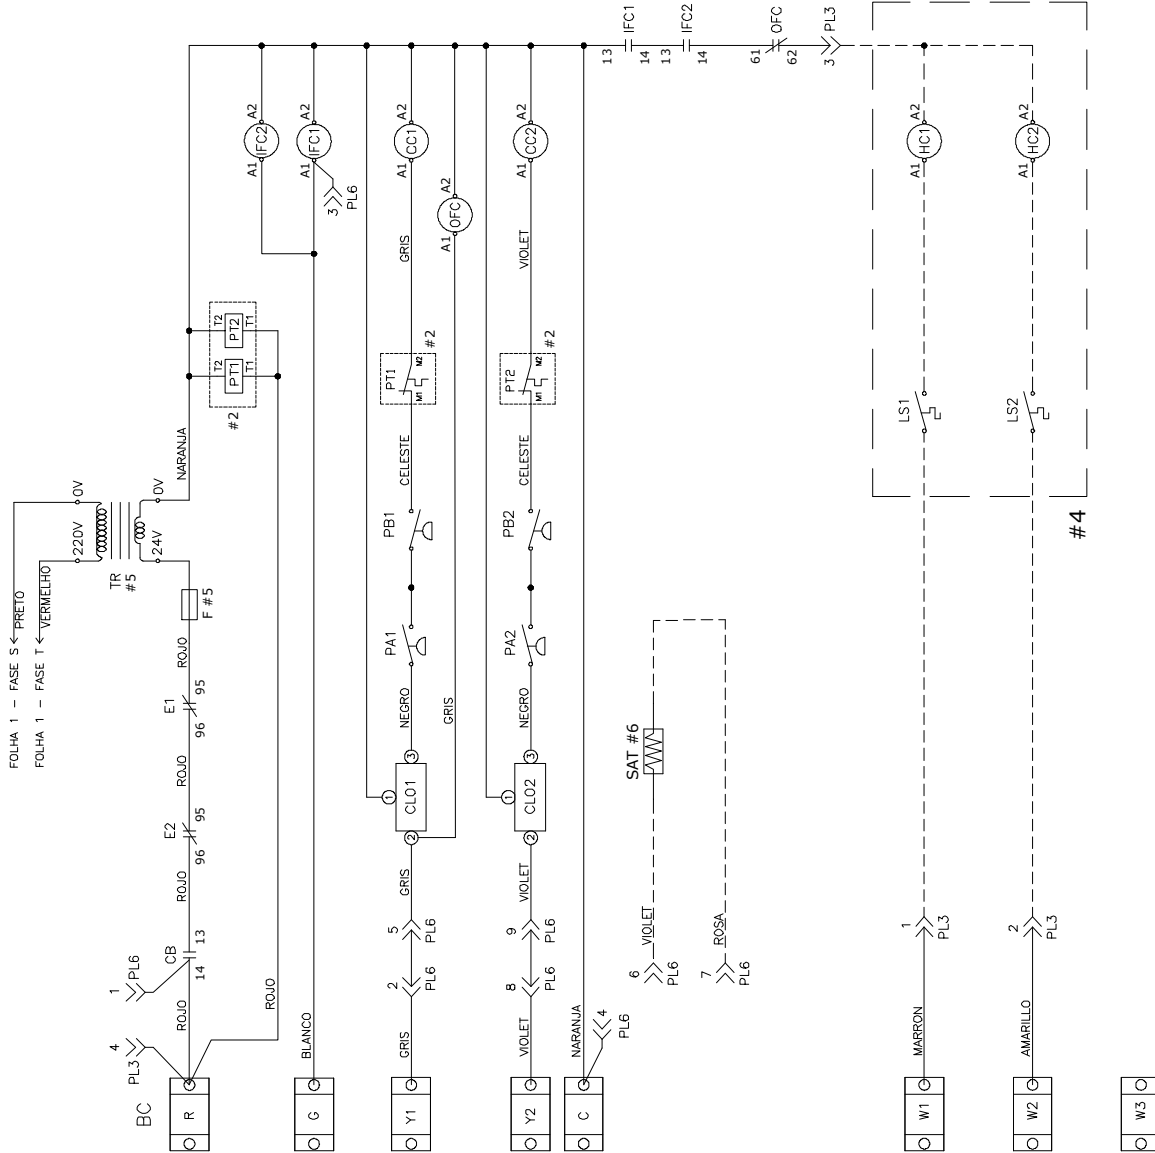 FOLHA 1 - FASE S
PRETO
FOLHA 1 - FASE T
VERMELHO
220V
0V
TR
#5
24V
0V
BC
R
PL3
4
1
PL6
ROJO
14
CB
13
ROJO
96
E2
95
ROJO
96
E1
95
ROJO
F #5
NARANJA
ROJO
#2
T2
PT1
T1
T2
PT2
T1
A1
IFC2
A2
G
BLANCO
3
PL6
A1
IFC1
A2
Y1
GRIS
2
PL6
5
PL6
GRIS
1
2
CLO1
3
NEGRO
PA1
PB1
CELESTE
PT1
M1
M2
#2
GRIS
A1
CC1
A2
GRIS
A1
OFC
A2
Y2
VIOLET
8
PL6
9
PL6
VIOLET
1
2
CLO2
3
NEGRO
PA2
PB2
CELESTE
PT2
M1
M2
#2
VIOLET
A1
CC2
A2
C
NARANJA
4
PL6
13
IFC1
14
13
IFC2
14
61
OFC
62
3
PL3
6
PL6
VIOLET
SAT #6
7
PL6
ROSA
W1
MARRON
1
PL3
LS1
A1
HC1
A2
W2
AMARILLO
2
PL3
LS2
A1
HC2
A2
#4
W3